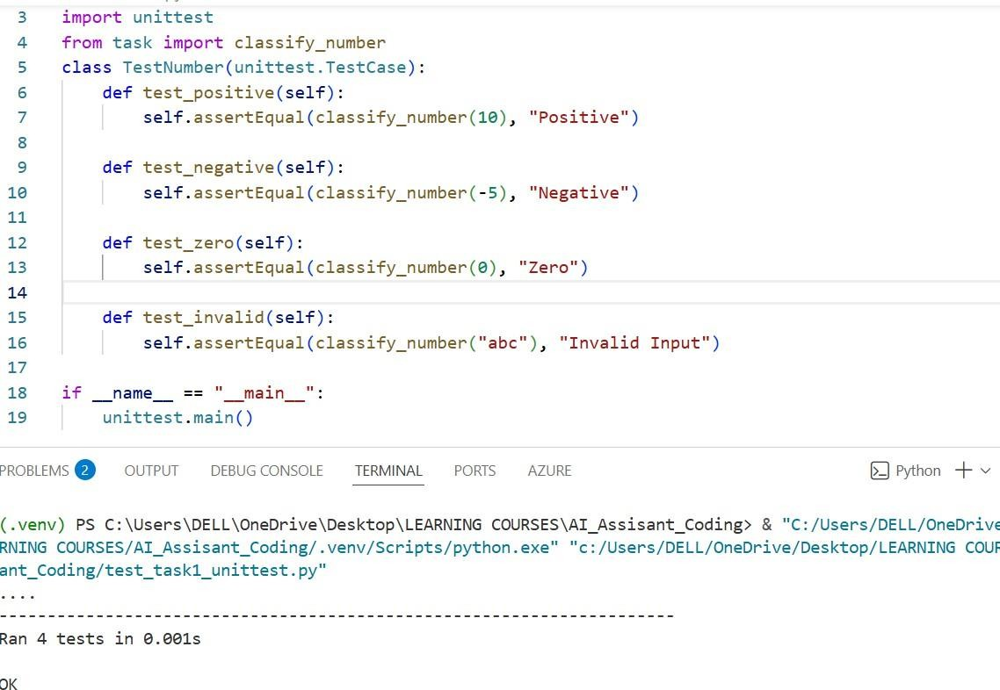 3 import unittest
4 from task import classify_number
5 class TestNumber(unittest.TestCase):
6     def test_positive(self):
7         self.assertEqual(classify_number(10), "Positive")
8
9     def test_negative(self):
10         self.assertEqual(classify_number(-5), "Negative")
11
12     def test_zero(self):
13         self.assertEqual(classify_number(0), "Zero")
14
15     def test_invalid(self):
16         self.assertEqual(classify_number("abc"), "Invalid Input")
17
18 if __name__ == "__main__":
19     unittest.main()
PROBLEMS 2 OUTPUT DEBUG CONSOLE TERMINAL PORTS AZURE Python
(.venv) PS C:\Users\DELL\OneDrive\Desktop\LEARNING COURSES\AI_Assisant_Coding> & "C:/Users/DELL/OneDrive
RNING COURSES/AI_Assisant_Coding/.venv/Scripts/python.exe" "c:/Users/DELL/OneDrive/Desktop/LEARNING COUR
ant_Coding/test_task1_unittest.py"
....
----------------------------------------------------------------------
Ran 4 tests in 0.001s
OK